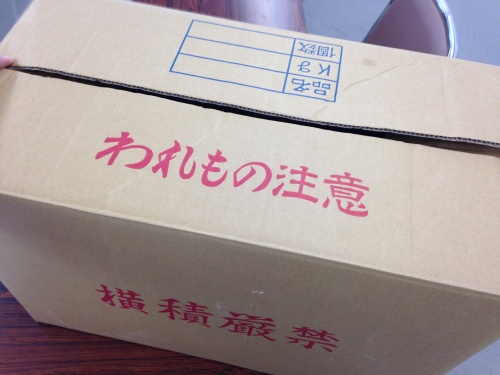 品名
Kg
個数
われもの注意
横積厳禁